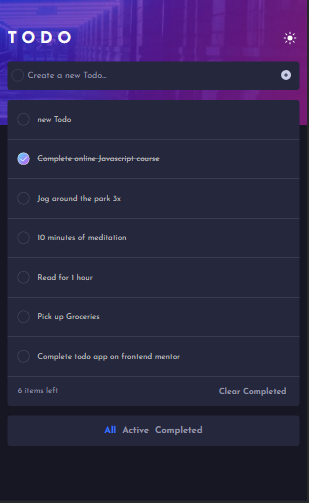 TODO
Create a new Todo...
new Todo
Complete online Javascript course
Jog around the park 3x
10 minutes of meditation
Read for 1 hour
Pick up Groceries
Complete todo app on frontend mentor
6 items left Clear Completed
All Active Completed